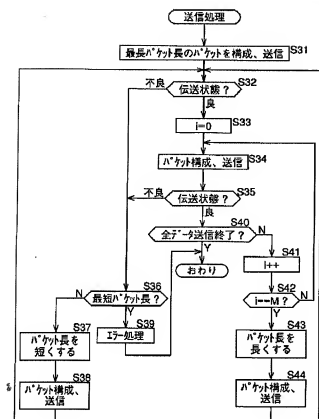 送信処理
S31
最長パケット長のパケットを構成、送信
S32
不良
伝送状態？
良
S33
i=0
S34
パケット構成、送信
S35
不良
伝送状態？
良
S40
全データ送信終了？
N
Y
S41
おわり
i++
S36
S42
N
最短パケット長？
i--M？
N
Y
Y
S37
S39
S43
パケット長を
短くする
エラー処理
パケット長を
長くする
S38
S44
パケット構成、
送信
パケット構成、
送信